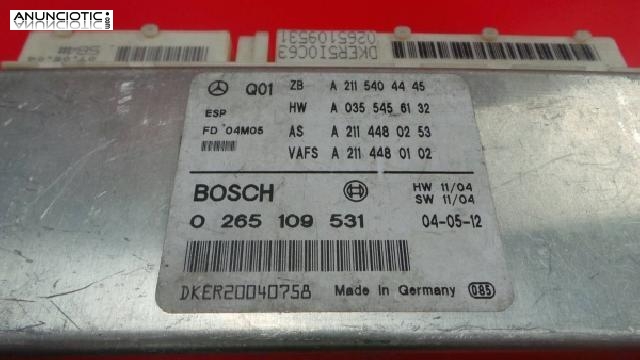 ANUNCIOTIC.COM
DKER5I0C63
0265109531
Q01
ESP
FD 04M05
ZB A 211 540 44 45
HW A 035 545 61 32
AS A 211 448 02 53
VAFS A 211 448 01 02
BOSCH
HW 11/04
SW 11/04
0 265 109 531
04-05-12
DKER20040758
Made in Germany
085